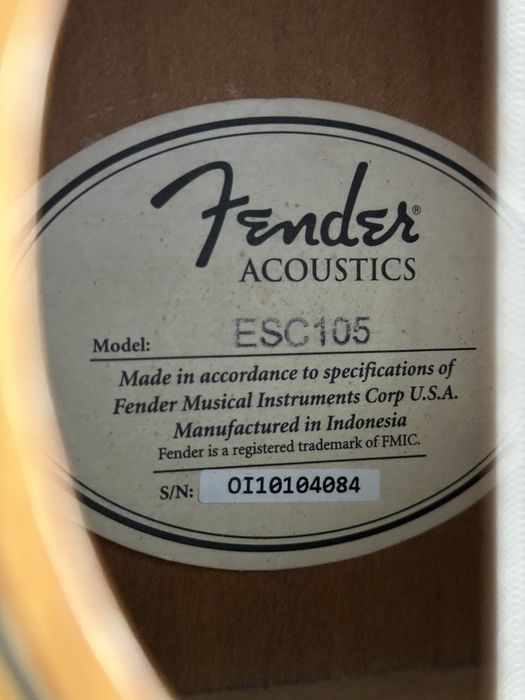 Fender®
ACOUSTICS
Model: ESC105
Made in accordance to specifications of
Fender Musical Instruments Corp U.S.A.
Manufactured in Indonesia
Fender is a registered trademark of FMIC.
S/N: OI10104084